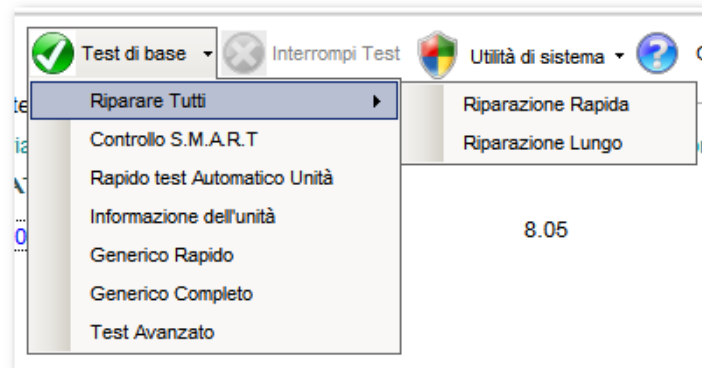 Test di base
Interrompi Test
Utilità di sistema
Riparare Tutti
Riparazione Rapida
Controllo S.M.A.R.T
Riparazione Lungo
Rapido test Automatico Unità
Informazione dell'unità
8.05
Generico Rapido
Generico Completo
Test Avanzato